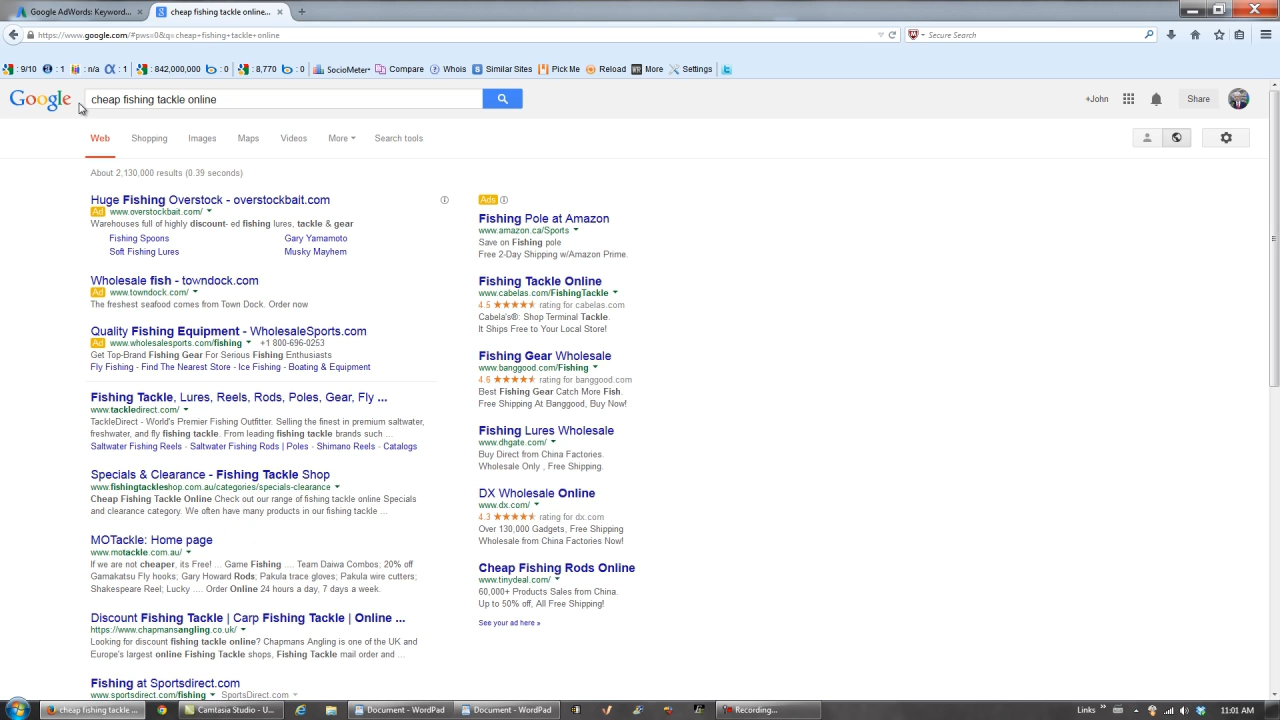 Google AdWords: Keyword...
cheap fishing tackle online...
https://www.google.com/#pws=0&q=cheap+fishing+tackle+online
Secure Search
: 9/10
: 1
: n/a
: 1
: 842,000,000
: 0
: 8,770
: 0
SocioMeter
Compare
Whois
Similar Sites
Pick Me
Reload
More
Settings
Google
cheap fishing tackle online
+John
Share
Web
Shopping
Images
Maps
Videos
More
Search tools
About 2,130,000 results (0.39 seconds)
Huge Fishing Overstock - overstockbait.com
Ad www.overstockbait.com/
Warehouses full of highly discount- ed fishing lures, tackle & gear
Fishing Spoons Gary Yamamoto
Soft Fishing Lures Musky Mayhem
Wholesale fish - towndock.com
Ad www.towndock.com/
The freshest seafood comes from Town Dock. Order now
Quality Fishing Equipment - WholesaleSports.com
Ad www.wholesalesports.com/fishing +1 800-696-0253
Get Top-Brand Fishing Gear For Serious Fishing Enthusiasts
Fly Fishing - Find The Nearest Store - Ice Fishing - Boating & Equipment
Fishing Tackle, Lures, Reels, Rods, Poles, Gear, Fly ...
www.tackledirect.com/
TackleDirect - World's Premier Fishing Outfitter. Selling the finest in premium saltwater,
freshwater, and fly fishing tackle. From leading fishing tackle brands such ...
Saltwater Fishing Reels - Saltwater Fishing Rods | Poles - Shimano Reels - Catalogs
Specials & Clearance - Fishing Tackle Shop
www.fishingtackleshop.com.au/categories/specials-clearance
Cheap Fishing Tackle Online Check out our range of fishing tackle online Specials
and clearance category. We often have many products in our fishing tackle ...
MOTackle: Home page
www.motackle.com.au/
If we are not cheaper, its Free! ... Game Fishing .... Team Daiwa Combos; 20% off
Gamakatsu Fly hooks; Gary Howard Rods; Pakula trace gloves; Pakula wire cutters;
Shakespeare Reel; Lucky .... Order Online 24 hours a day, 7 days a week.
Discount Fishing Tackle | Carp Fishing Tackle | Online ...
https://www.chapmansangling.co.uk/
Looking for discount fishing tackle online? Chapmans Angling is one of the UK and
Europe's largest online Fishing Tackle shops, Fishing Tackle mail order and ...
Fishing at Sportsdirect.com
www.sportsdirect.com/fishing SportsDirect.com
Ads
Fishing Pole at Amazon
www.amazon.ca/Sports
Save on Fishing pole
Free 2-Day Shipping w/Amazon Prime.
Fishing Tackle Online
www.cabelas.com/FishingTackle
4.5 rating for cabelas.com
Cabela's®: Shop Terminal Tackle.
It Ships Free to Your Local Store!
Fishing Gear Wholesale
www.banggood.com/Fishing
4.6 rating for banggood.com
Best Fishing Gear Catch More Fish.
Free Shipping At Banggood, Buy Now!
Fishing Lures Wholesale
www.dhgate.com/
Buy Direct from China Factories.
Wholesale Only , Free Shipping.
DX Wholesale Online
www.dx.com/
4.3 rating for dx.com
Over 130,000 Gadgets, Free Shipping
Wholesale from China Factories Now!
Cheap Fishing Rods Online
www.tinydeal.com/
60,000+ Products Sales from China.
Up to 50% off, All Free Shipping!
See your ad here »
cheap fishing tackle ...
Camtasia Studio - U...
Document - WordPad
Document - WordPad
Recording...
Links
11:01 AM